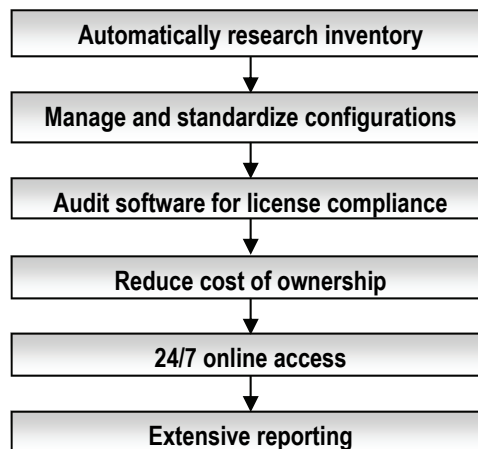 Automatically research inventory
Manage and standardize configurations
Audit software for license compliance
Reduce cost of ownership
24/7 online access
Extensive reporting